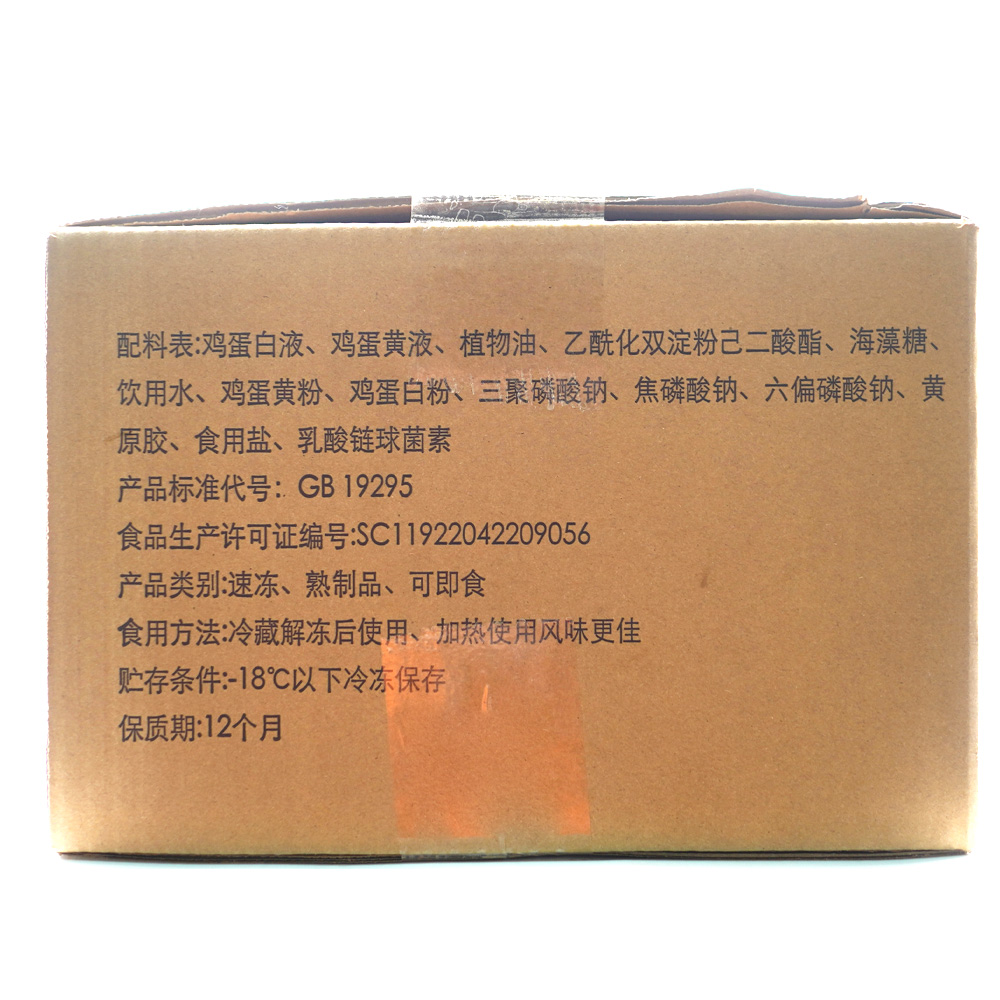 配料表:鸡蛋白液、鸡蛋黄液、植物油、乙酰化双淀粉己二酸酯、海藻糖、
饮用水、鸡蛋黄粉、鸡蛋白粉、三聚磷酸钠、焦磷酸钠、六偏磷酸钠、黄
原胶、食用盐、乳酸链球菌素
产品标准代号：GB 19295
食品生产许可证编号:SC11922042209056
产品类别:速冻、熟制品、可即食
食用方法:冷藏解冻后使用、加热使用风味更佳
贮存条件:-18℃以下冷冻保存
保质期:12个月